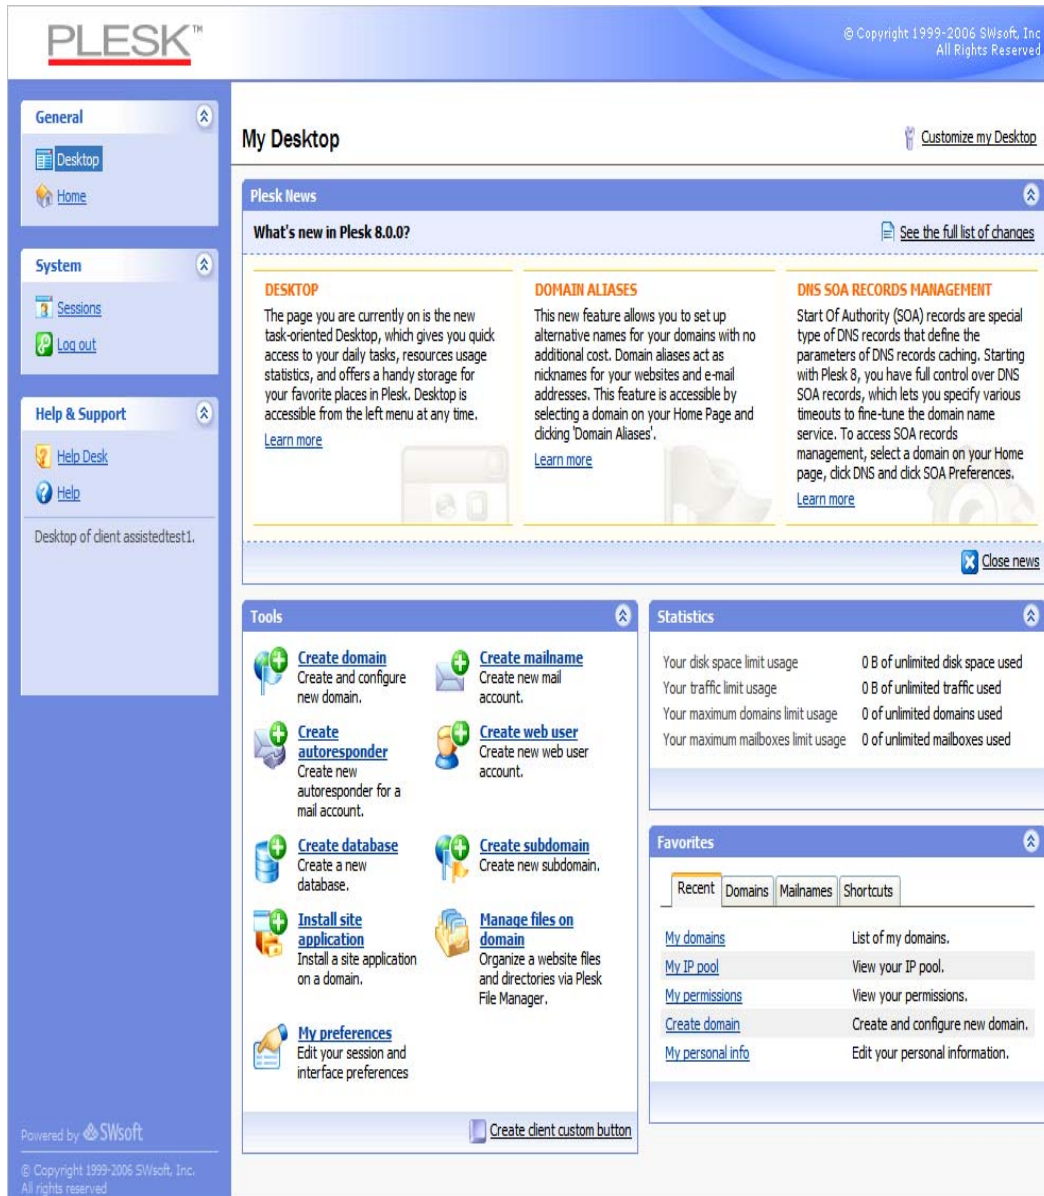 PLESK™
© Copyright 1999-2006 SWsoft, Inc
All Rights Reserved
General
Desktop
Home
System
Sessions
Log out
Help & Support
Help Desk
Help
Desktop of client assistedtest1.
My Desktop
Customize my Desktop
Plesk News
What's new in Plesk 8.0.0?
See the full list of changes
DESKTOP
The page you are currently on is the new
task-oriented Desktop, which gives you quick
access to your daily tasks, resources usage
statistics, and offers a handy storage for
your favorite places in Plesk. Desktop is
accessible from the left menu at any time.
Learn more
DOMAIN ALIASES
This new feature allows you to set up
alternative names for your domains with no
additional cost. Domain aliases act as
nicknames for your websites and e-mail
addresses. This feature is accessible by
selecting a domain on your Home Page and
clicking 'Domain Aliases'.
Learn more
DNS SOA RECORDS MANAGEMENT
Start Of Authority (SOA) records are special
type of DNS records that define the
parameters of DNS records caching. Starting
with Plesk 8, you have full control over DNS
SOA records, which lets you specify various
timeouts to fine-tune the domain name
service. To access SOA records
management, select a domain on your Home
page, click DNS and click SOA Preferences.
Learn more
Close news
Tools
Create domain
Create and configure
new domain.
Create mailname
Create new mail
account.
Create
autoresponder
Create new
autoresponder for a
mail account.
Create web user
Create new web user
account.
Create database
Create a new
database.
Create subdomain
Create new subdomain.
Install site
application
Install a site application
on a domain.
Manage files on
domain
Organize a website files
and directories via Plesk
File Manager.
My preferences
Edit your session and
interface preferences
Create client custom button
Statistics
Your disk space limit usage 0 B of unlimited disk space used
Your traffic limit usage 0 B of unlimited traffic used
Your maximum domains limit usage 0 of unlimited domains used
Your maximum mailboxes limit usage 0 of unlimited mailboxes used
Favorites
Recent Domains Mailnames Shortcuts
My domains List of my domains.
My IP pool View your IP pool.
My permissions View your permissions.
Create domain Create and configure new domain.
My personal info Edit your personal information.
Powered by SWsoft
© Copyright 1999-2006 SWsoft, Inc.
All rights reserved